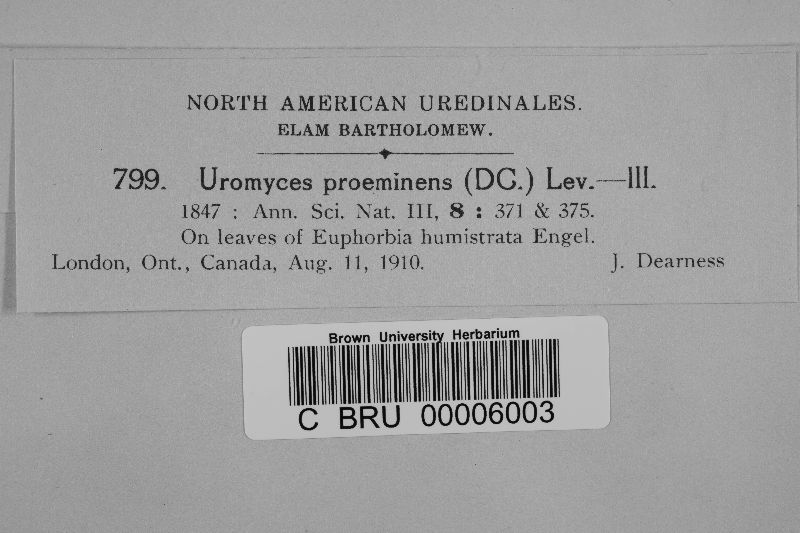 NORTH AMERICAN UREDINALES.
ELAM BARTHOLOMEW.
799. Uromyces proeminens (DC.) Lev.—III.
1847 : Ann. Sci. Nat. III, 8 : 371 & 375.
On leaves of Euphorbia humistrata Engel.
London, Ont., Canada, Aug. 11, 1910. J. Dearness
Brown University Herbarium
C BRU 00006003